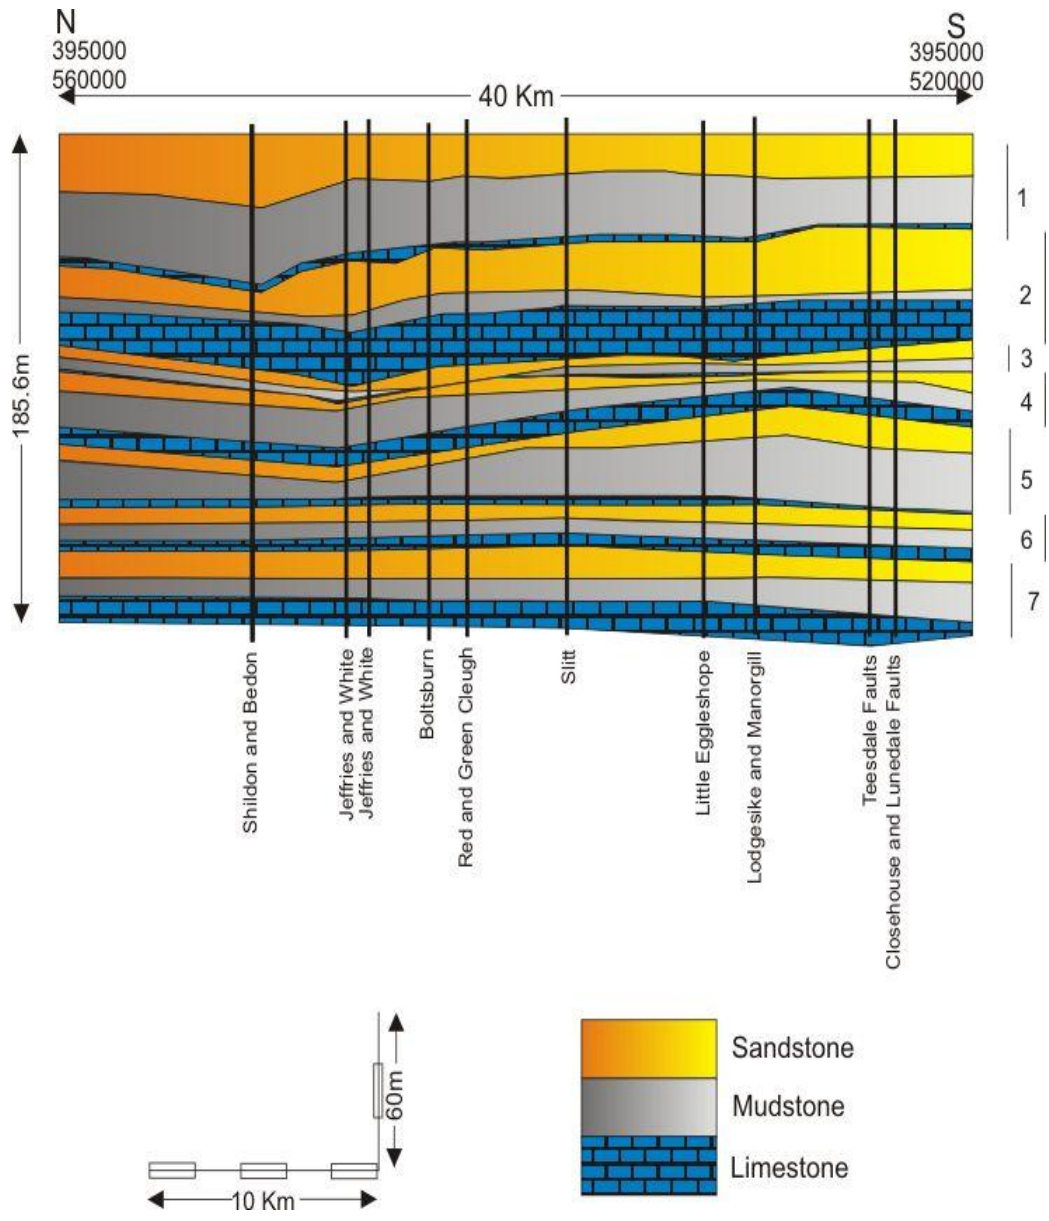 N
S
395000
560000
395000
520000
40 Km
185.6m
1
2
3
4
5
6
7
Shildon and Bedon
Jeffries and White
Jeffries and White
Boltsburn
Red and Green Cleugh
Slitt
Little Eggleshope
Lodgesike and Manorgill
Teesdale Faults
Closehouse and Lunedale Faults
60m
10 Km
Sandstone
Mudstone
Limestone